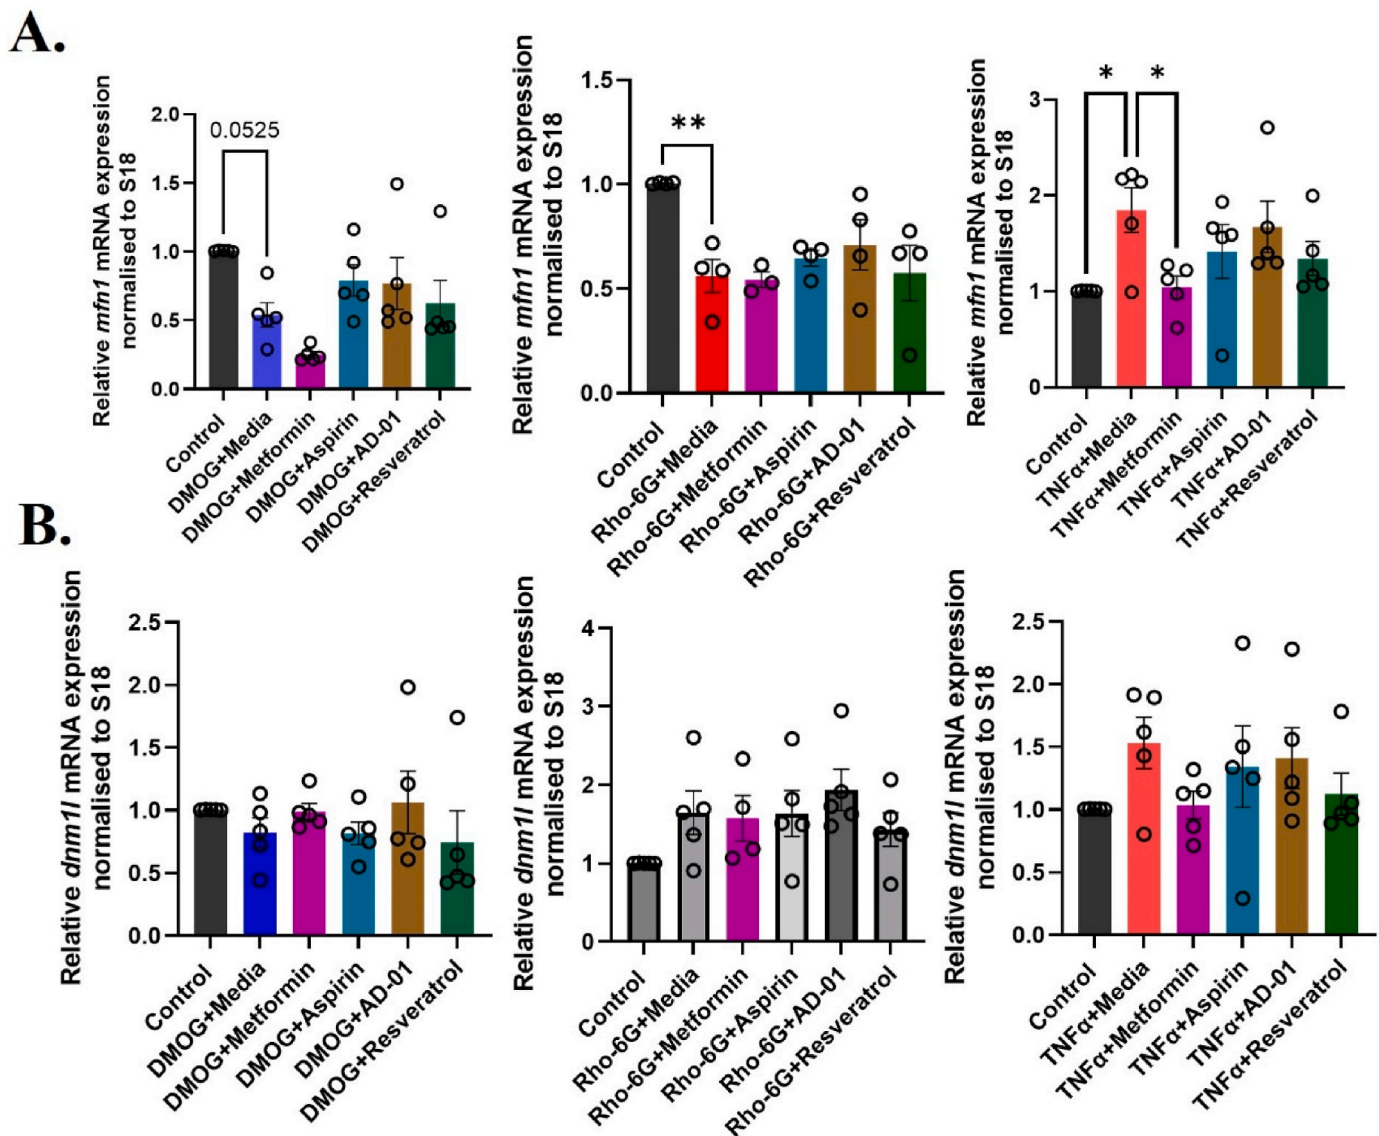 A.
Relative mfn1 mRNA expression
normalised to S18
2.0
1.5
1.0
0.5
0.0
0.0525
Control
DMOG+Media
DMOG+Metformin
DMOG+Aspirin
DMOG+AD-01
DMOG+Resveratrol
Relative mfn1 mRNA expression
normalised to S18
1.5
1.0
0.5
0.0
**
Control
Rho-6G+Media
Rho-6G+Metformin
Rho-6G+Aspirin
Rho-6G+AD-01
Rho-6G+Resveratrol
Relative mfn1 mRNA expression
normalised to S18
3
2
1
0
* *
Control
TNFα+Media
TNFα+Metformin
TNFα+Aspirin
TNFα+AD-01
TNFα+Resveratrol
B.
Relative dnm1l mRNA expression
normalised to S18
2.5
2.0
1.5
1.0
0.5
0.0
Control
DMOG+Media
DMOG+Metformin
DMOG+Aspirin
DMOG+AD-01
DMOG+Resveratrol
Relative dnm1l mRNA expression
normalised to S18
4
3
2
1
0
Control
Rho-6G+Media
Rho-6G+Metformin
Rho-6G+Aspirin
Rho-6G+AD-01
Rho-6G+Resveratrol
Relative dnm1l mRNA expression
normalised to S18
2.5
2.0
1.5
1.0
0.5
0.0
Control
TNFα+Media
TNFα+Metformin
TNFα+Aspirin
TNFα+AD-01
TNFα+Resveratrol